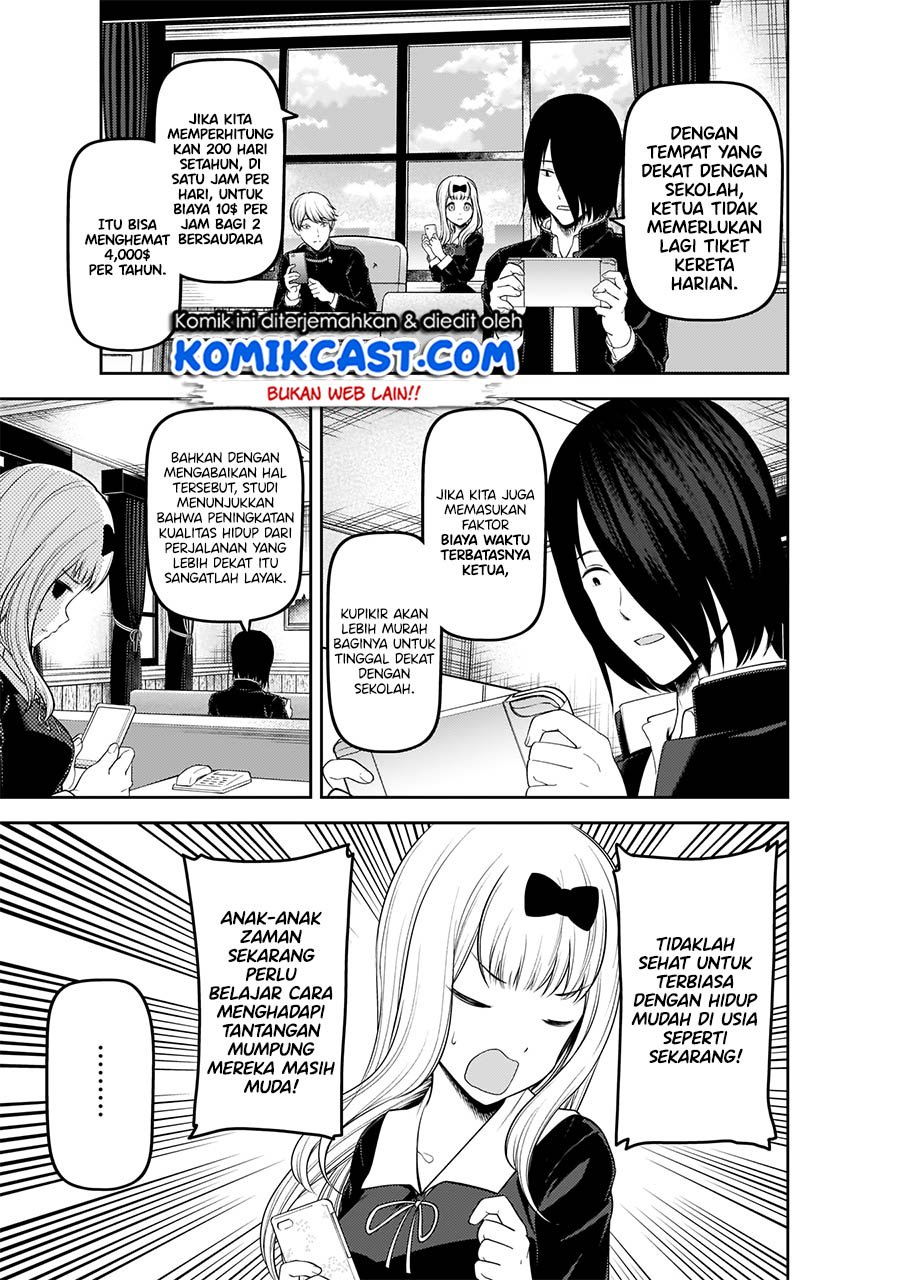 DENGAN
TEMPAT YANG
DEKAT DENGAN
SEKOLAH,
KETUA TIDAK
MEMERLUKAN
LAGI TIKET
KERETA
HARIAN.
JIKA KITA
MEMPERHITUNG
KAN 200 HARI
SETAHUN, DI
SATU JAM PER
HARI, UNTUK
BIAYA 10$ PER
JAM BAGI 2
BERSAUDARA
ITU BISA
MENGHEMAT
4,000$
PER TAHUN.
Komik ini diterjemahkan & diedit oleh
KOMIKCAST.COM
BUKAN WEB LAIN!!
JIKA KITA JUGA
MEMASUKAN
FAKTOR
BIAYA WAKTU
TERBATASNYA
KETUA,
KUPIKIR AKAN
LEBIH MURAH
BAGINYA UNTUK
TINGGAL DEKAT
DENGAN
SEKOLAH.
BAHKAN DENGAN
MENGABAIKAN HAL
TERSEBUT, STUDI
MENUNJUKKAN
BAHWA PENINGKATAN
KUALITAS HIDUP DARI
PERJALANAN YANG
LEBIH DEKAT ITU
SANGATLAH LAYAK.
TIDAKLAH
SEHAT UNTUK
TERBIASA
DENGAN HIDUP
MUDAH DI USIA
SEPERTI
SEKARANG!
ANAK-ANAK
ZAMAN
SEKARANG
PERLU
BELAJAR CARA
MENGHADAPI
TANTANGAN
MUMPUNG
MEREKA MASIH
MUDA!
.........